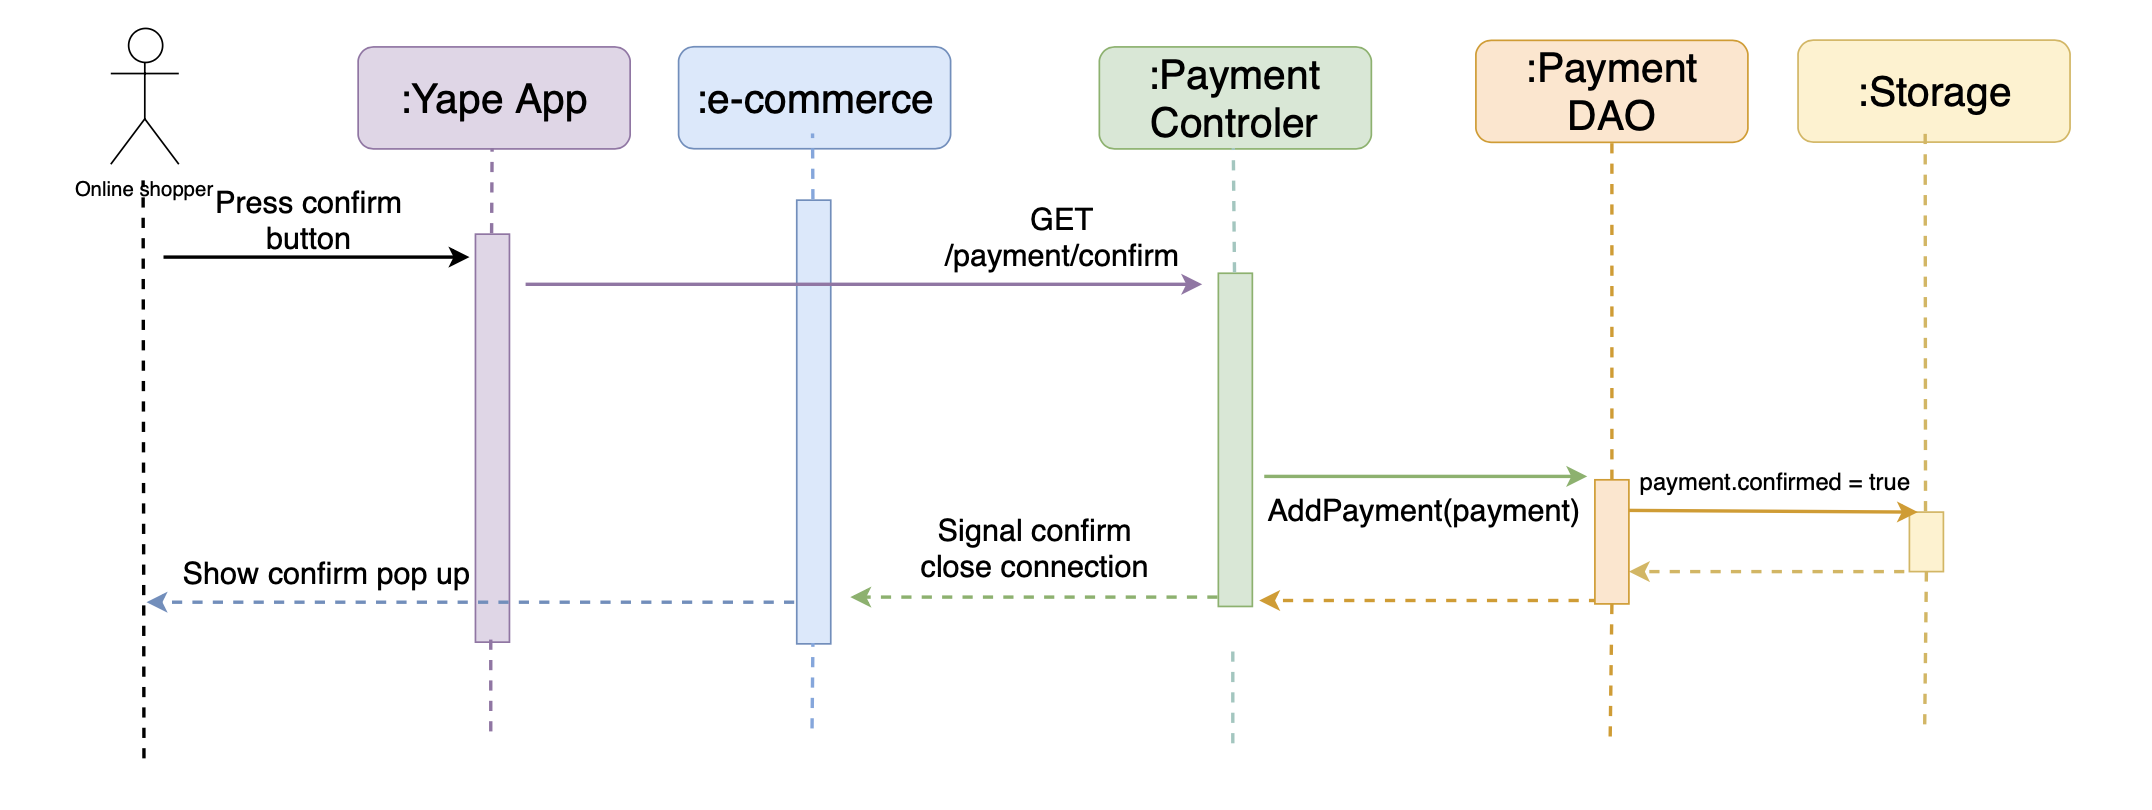 :Yape App
:e-commerce
:Payment
Controler
:Payment
DAO
:Storage
Online shopper
Press confirm
button
GET
/payment/confirm
payment.confirmed = true
AddPayment(payment)
Signal confirm
close connection
Show confirm pop up